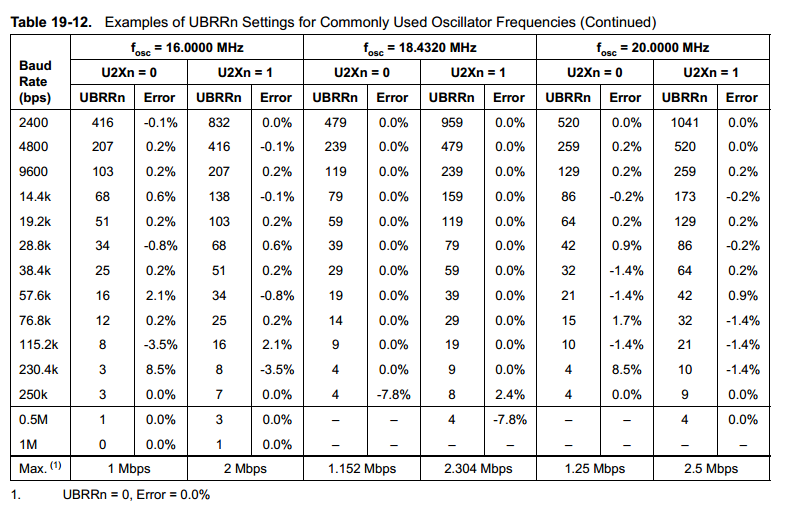 Table 19-12. Examples of UBRRn Settings for Commonly Used Oscillator Frequencies (Continued)
Baud Rate (bps) fosc = 16.0000 MHz fosc = 18.4320 MHz fosc = 20.0000 MHz
U2Xn = 0 U2Xn = 1 U2Xn = 0 U2Xn = 1 U2Xn = 0 U2Xn = 1
UBRRn Error UBRRn Error UBRRn Error UBRRn Error UBRRn Error UBRRn Error
2400 416 -0.1% 832 0.0% 479 0.0% 959 0.0% 520 0.0% 1041 0.0%
4800 207 0.2% 416 -0.1% 239 0.0% 479 0.0% 259 0.2% 520 0.0%
9600 103 0.2% 207 0.2% 119 0.0% 239 0.0% 129 0.2% 259 0.2%
14.4k 68 0.6% 138 -0.1% 79 0.0% 159 0.0% 86 -0.2% 173 -0.2%
19.2k 51 0.2% 103 0.2% 59 0.0% 119 0.0% 64 0.2% 129 0.2%
28.8k 34 -0.8% 68 0.6% 39 0.0% 79 0.0% 42 0.9% 86 -0.2%
38.4k 25 0.2% 51 0.2% 29 0.0% 59 0.0% 32 -1.4% 64 0.2%
57.6k 16 2.1% 34 -0.8% 19 0.0% 39 0.0% 21 -1.4% 42 0.9%
76.8k 12 0.2% 25 0.2% 14 0.0% 29 0.0% 15 1.7% 32 -1.4%
115.2k 8 -3.5% 16 2.1% 9 0.0% 19 0.0% 10 -1.4% 21 -1.4%
230.4k 3 8.5% 8 -3.5% 4 0.0% 9 0.0% 4 8.5% 10 -1.4%
250k 3 0.0% 7 0.0% 4 -7.8% 8 2.4% 4 0.0% 9 0.0%
0.5M 1 0.0% 3 0.0% – – 4 -7.8% – – 4 0.0%
1M 0 0.0% 1 0.0% – – – – – – – –
Max. (1) 1 Mbps 2 Mbps 1.152 Mbps 2.304 Mbps 1.25 Mbps 2.5 Mbps
1. UBRRn = 0, Error = 0.0%